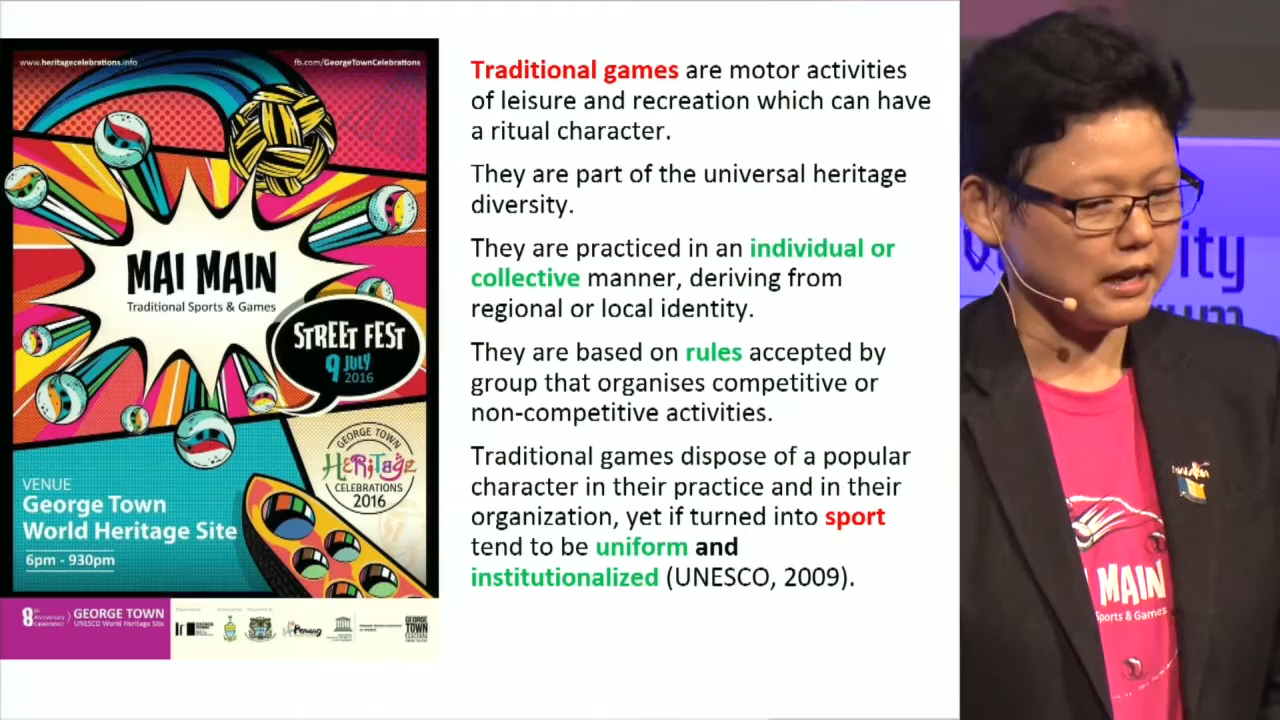 www.heritagecelebrations.info
fb.com/GeorgeTownCelebrations
MAI MAIN
Traditional Sports & Games
STREET FEST
9 JULY
2016
GEORGE TOWN
HERITAGE
CELEBRATIONS
2016
VENUE
George Town
World Heritage Site
6pm - 930pm
8th
Anniversary
Celebration
GEORGE TOWN
UNESCO World Heritage Site
Penang
GEORGE
TOWN
Traditional games are motor activities
of leisure and recreation which can have
a ritual character.
They are part of the universal heritage
diversity.
They are practiced in an individual or
collective manner, deriving from
regional or local identity.
They are based on rules accepted by
group that organises competitive or
non-competitive activities.
Traditional games dispose of a popular
character in their practice and in their
organization, yet if turned into sport
tend to be uniform and
institutionalized (UNESCO, 2009).
MAIN
Sports & Games